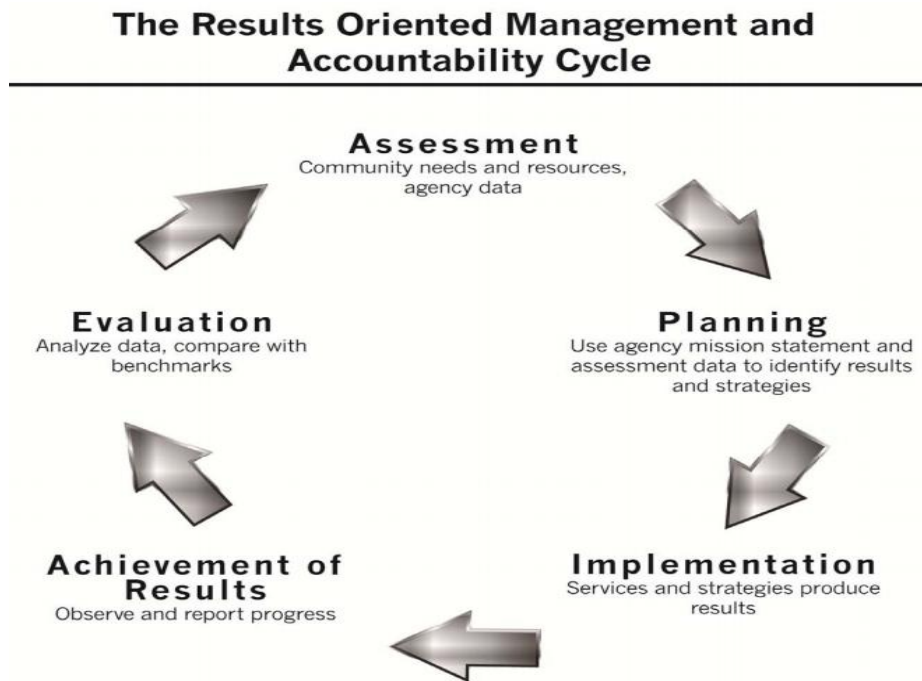 The Results Oriented Management and
Accountability Cycle
Assessment
Community needs and resources,
agency data
Planning
Use agency mission statement and
assessment data to identify results
and strategies
Implementation
Services and strategies produce
results
Achievement of
Results
Observe and report progress
Evaluation
Analyze data, compare with
benchmarks